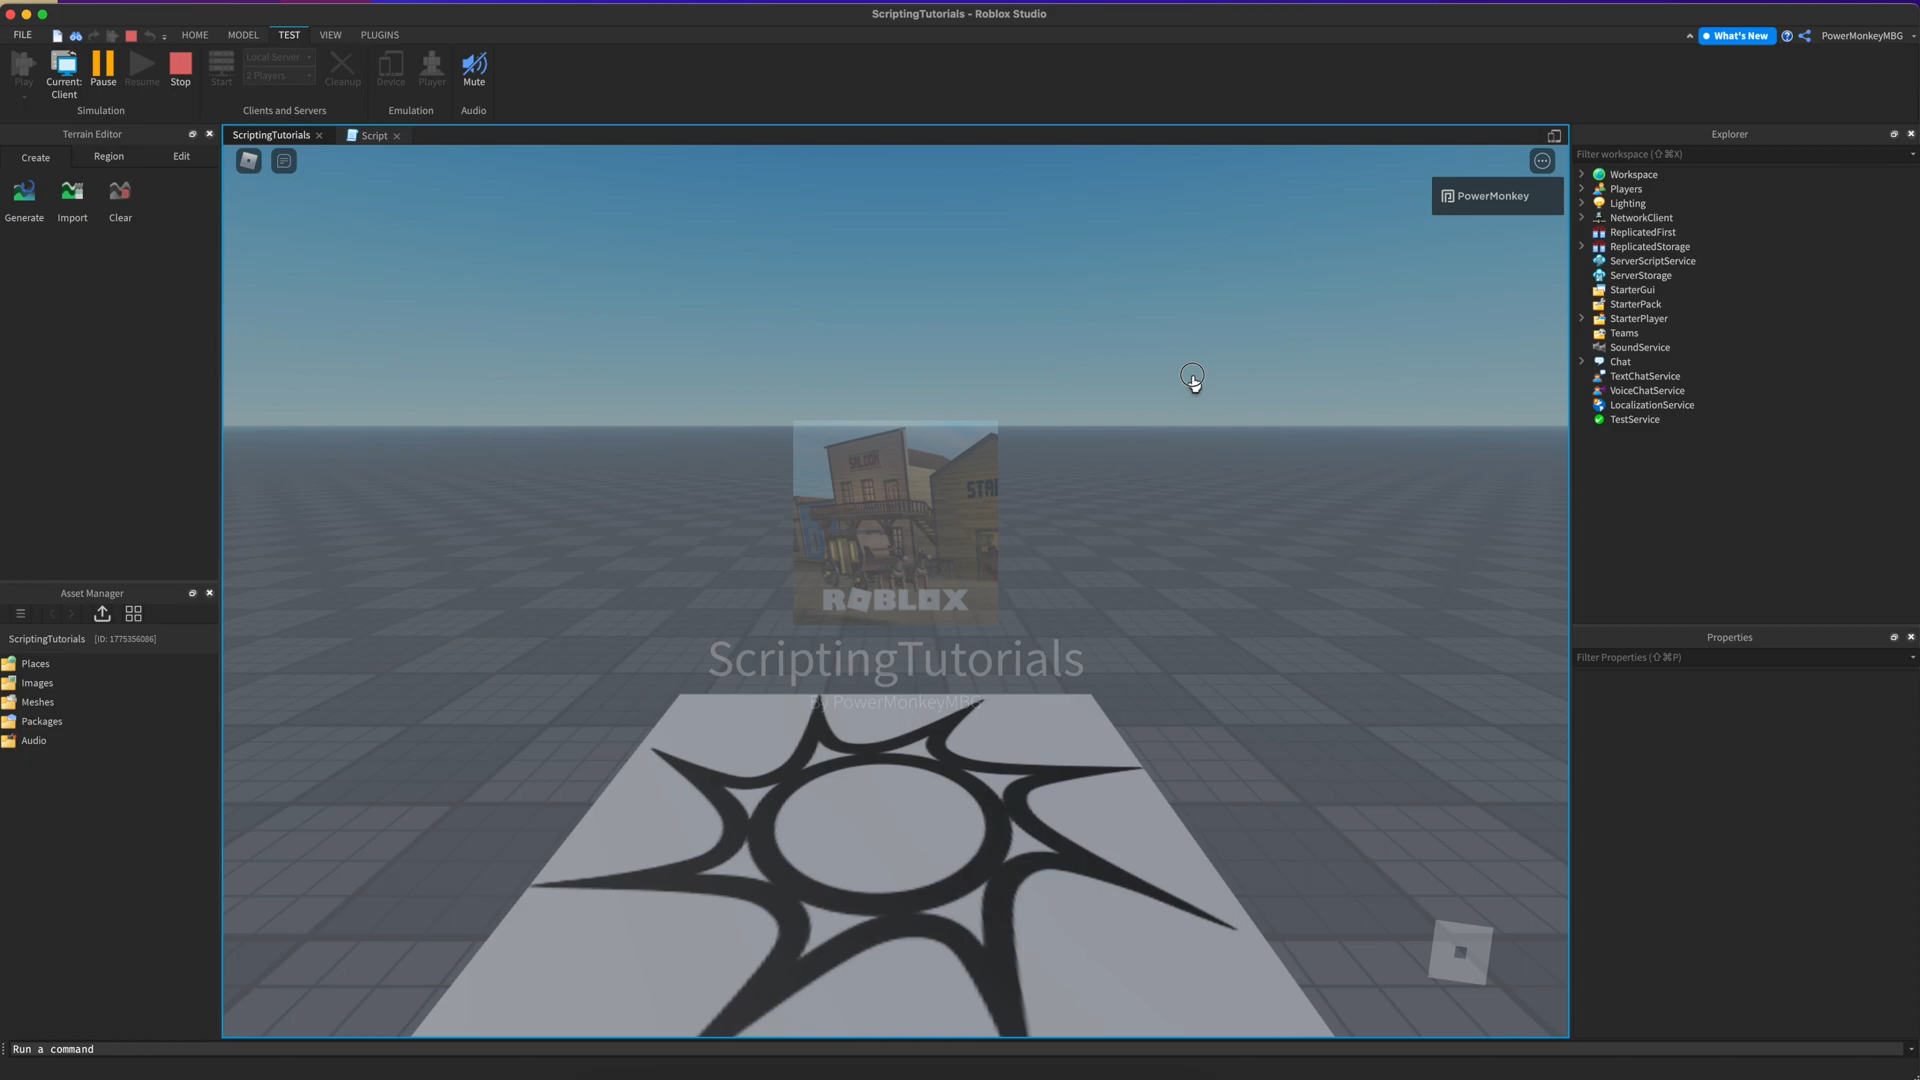 ScriptingTutorials - Roblox Studio
FILE
HOME
MODEL
TEST
VIEW
PLUGINS
What's New
PowerMonkeyMBG
Play
Current:
Client
Pause
Resume
Stop
Simulation
Start
Local Server
2 Players
Cleanup
Clients and Servers
Device
Player
Emulation
Mute
Audio
Terrain Editor
Create
Region
Edit
Generate
Import
Clear
ScriptingTutorials
Script
PowerMonkey
SALOON
ROBLOX
ScriptingTutorials
By PowerMonkeyMBG
Explorer
Filter workspace (⇧⌘X)
Workspace
Players
Lighting
NetworkClient
ReplicatedFirst
ReplicatedStorage
ServerScriptService
ServerStorage
StarterGui
StarterPack
StarterPlayer
Teams
SoundService
Chat
TextChatService
VoiceChatService
LocalizationService
TestService
Asset Manager
ScriptingTutorials [ID: 1775356086]
Places
Images
Meshes
Packages
Audio
Properties
Filter Properties (⇧⌘P)
Run a command